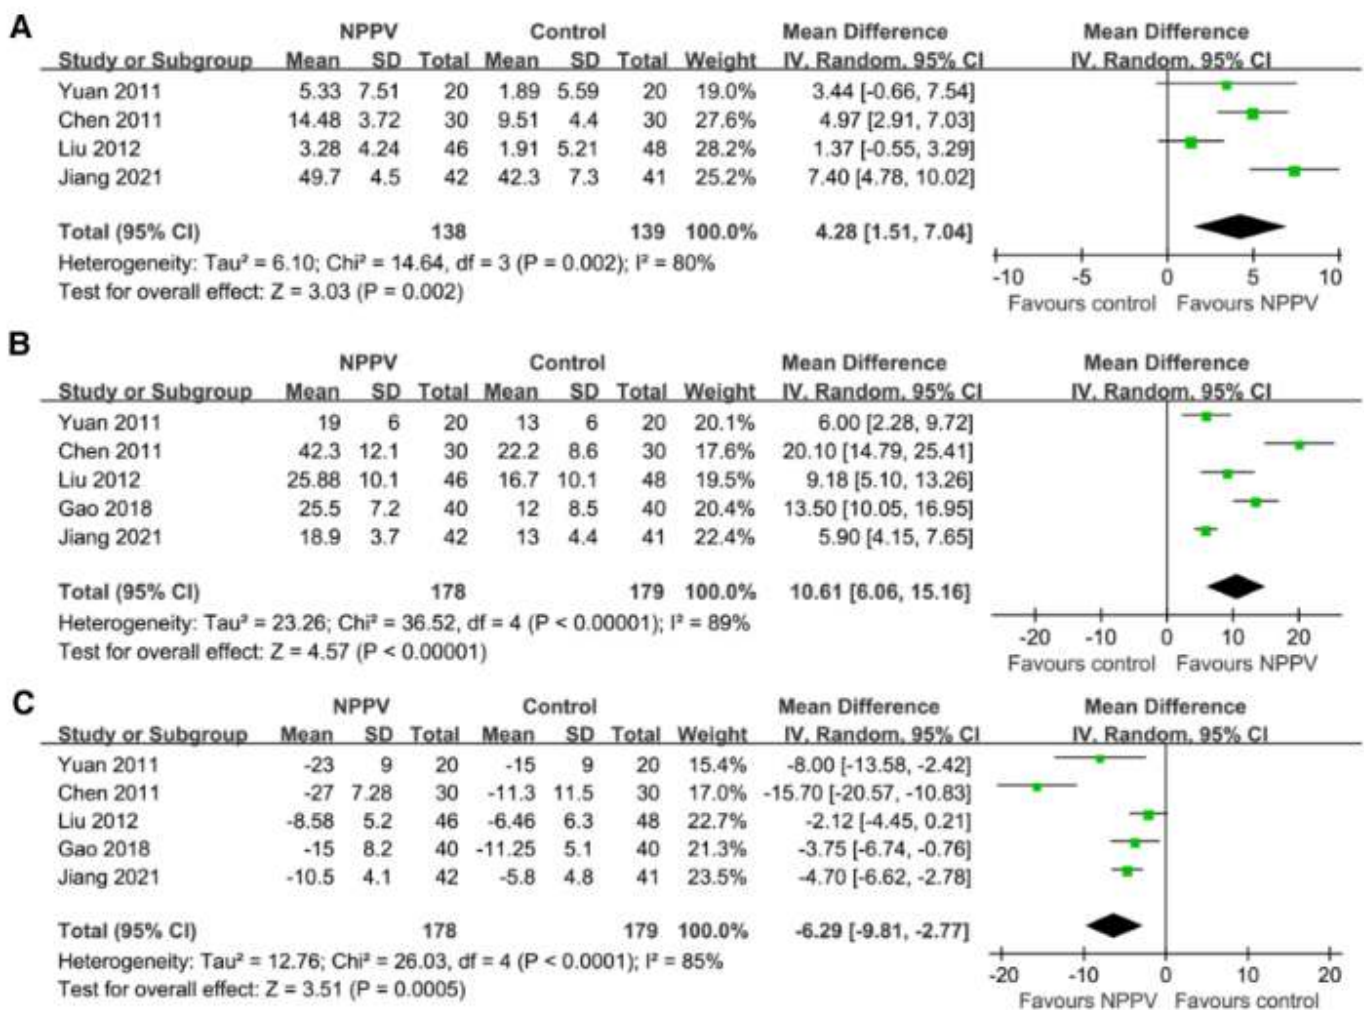 A
NPPV Control Mean Difference Mean Difference
Study or Subgroup Mean SD Total Mean SD Total Weight IV, Random, 95% CI IV, Random, 95% CI
Yuan 2011 5.33 7.51 20 1.89 5.59 20 19.0% 3.44 [-0.66, 7.54]
Chen 2011 14.48 3.72 30 9.51 4.4 30 27.6% 4.97 [2.91, 7.03]
Liu 2012 3.28 4.24 46 1.91 5.21 48 28.2% 1.37 [-0.55, 3.29]
Jiang 2021 49.7 4.5 42 42.3 7.3 41 25.2% 7.40 [4.78, 10.02]
Total (95% CI) 138 139 100.0% 4.28 [1.51, 7.04]
Heterogeneity: Tau² = 6.10; Chi² = 14.64, df = 3 (P = 0.002); I² = 80%
Test for overall effect: Z = 3.03 (P = 0.002)
-10 -5 0 5 10
Favours control Favours NPPV
B
NPPV Control Mean Difference Mean Difference
Study or Subgroup Mean SD Total Mean SD Total Weight IV, Random, 95% CI IV, Random, 95% CI
Yuan 2011 19 6 20 13 6 20 20.1% 6.00 [2.28, 9.72]
Chen 2011 42.3 12.1 30 22.2 8.6 30 17.6% 20.10 [14.79, 25.41]
Liu 2012 25.88 10.1 46 16.7 10.1 48 19.5% 9.18 [5.10, 13.26]
Gao 2018 25.5 7.2 40 12 8.5 40 20.4% 13.50 [10.05, 16.95]
Jiang 2021 18.9 3.7 42 13 4.4 41 22.4% 5.90 [4.15, 7.65]
Total (95% CI) 178 179 100.0% 10.61 [6.06, 15.16]
Heterogeneity: Tau² = 23.26; Chi² = 36.52, df = 4 (P < 0.00001); I² = 89%
Test for overall effect: Z = 4.57 (P < 0.00001)
-20 -10 0 10 20
Favours control Favours NPPV
C
NPPV Control Mean Difference Mean Difference
Study or Subgroup Mean SD Total Mean SD Total Weight IV, Random, 95% CI IV, Random, 95% CI
Yuan 2011 -23 9 20 -15 9 20 15.4% -8.00 [-13.58, -2.42]
Chen 2011 -27 7.28 30 -11.3 11.5 30 17.0% -15.70 [-20.57, -10.83]
Liu 2012 -8.58 5.2 46 -6.46 6.3 48 22.7% -2.12 [-4.45, 0.21]
Gao 2018 -15 8.2 40 -11.25 5.1 40 21.3% -3.75 [-6.74, -0.76]
Jiang 2021 -10.5 4.1 42 -5.8 4.8 41 23.5% -4.70 [-6.62, -2.78]
Total (95% CI) 178 179 100.0% -6.29 [-9.81, -2.77]
Heterogeneity: Tau² = 12.76; Chi² = 26.03, df = 4 (P < 0.0001); I² = 85%
Test for overall effect: Z = 3.51 (P = 0.0005)
-20 -10 0 10 20
Favours NPPV Favours control